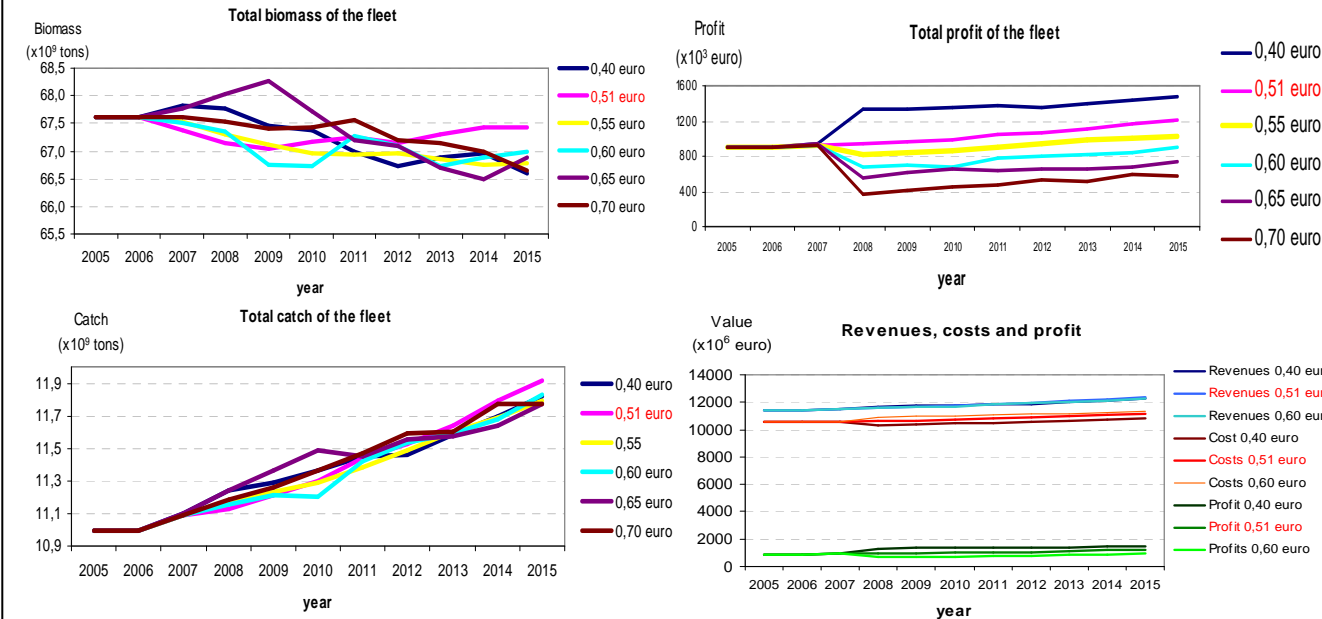 Total biomass of the fleet
Biomass
(x10⁹ tons)
68,5
68,0
67,5
67,0
66,5
66,0
65,5
2005 2006 2007 2008 2009 2010 2011 2012 2013 2014 2015
year
0,40 euro
0,51 euro
0,55 euro
0,60 euro
0,65 euro
0,70 euro
Total profit of the fleet
Profit
(x10³ euro)
1600
1200
800
400
0
2005 2006 2007 2008 2009 2010 2011 2012 2013 2014 2015
year
0,40 euro
0,51 euro
0,55 euro
0,60 euro
0,65 euro
0,70 euro
Total catch of the fleet
Catch
(x10⁹ tons)
11,9
11,7
11,5
11,3
11,1
10,9
2005 2006 2007 2008 2009 2010 2011 2012 2013 2014 2015
year
0,40 euro
0,51 euro
0,55
0,60 euro
0,65 euro
0,70 euro
Revenues, costs and profit
Value
(x10⁶ euro)
14000
12000
10000
8000
6000
4000
2000
0
2005 2006 2007 2008 2009 2010 2011 2012 2013 2014 2015
year
Revenues 0,40 eur
Revenues 0,51 eur
Revenues 0,60 eur
Cost 0,40 euro
Costs 0,51 euro
Costs 0,60 euro
Profit 0,40 euro
Profit 0,51 euro
Profits 0,60 euro